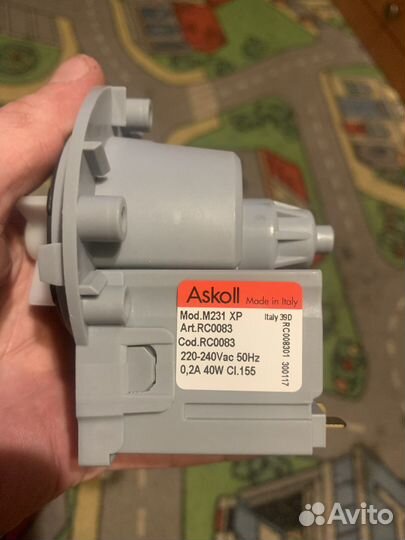 Askoll Made in Italy
Mod.M231 XP
Art.RC0083
Cod.RC0083
220-240Vac 50Hz
0,2A 40W Cl.155
Italy 39D
RC008301 300117
Avito